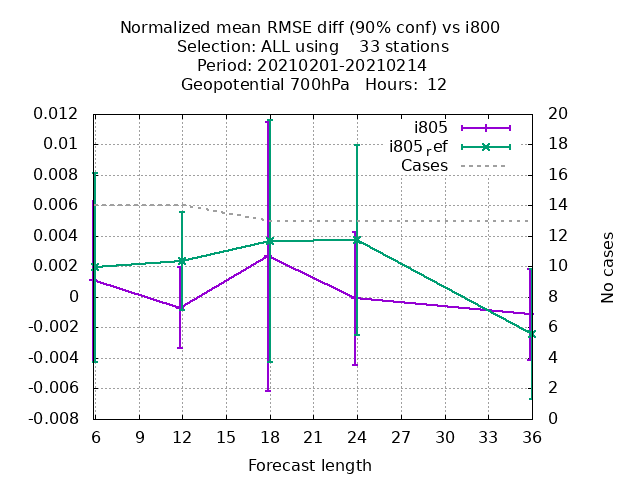 Normalized mean RMSE diff (90% conf) vs i800
Selection: ALL using    33 stations
Period: 20210201-20210214
Geopotential 700hPa   Hours:  12
i805
i805ref
Cases
0.012
0.01
0.008
0.006
0.004
0.002
0
-0.002
-0.004
-0.006
-0.008
20
18
16
14
12
10
8
6
4
2
0
No cases
6 9 12 15 18 21 24 27 30 33 36
Forecast length